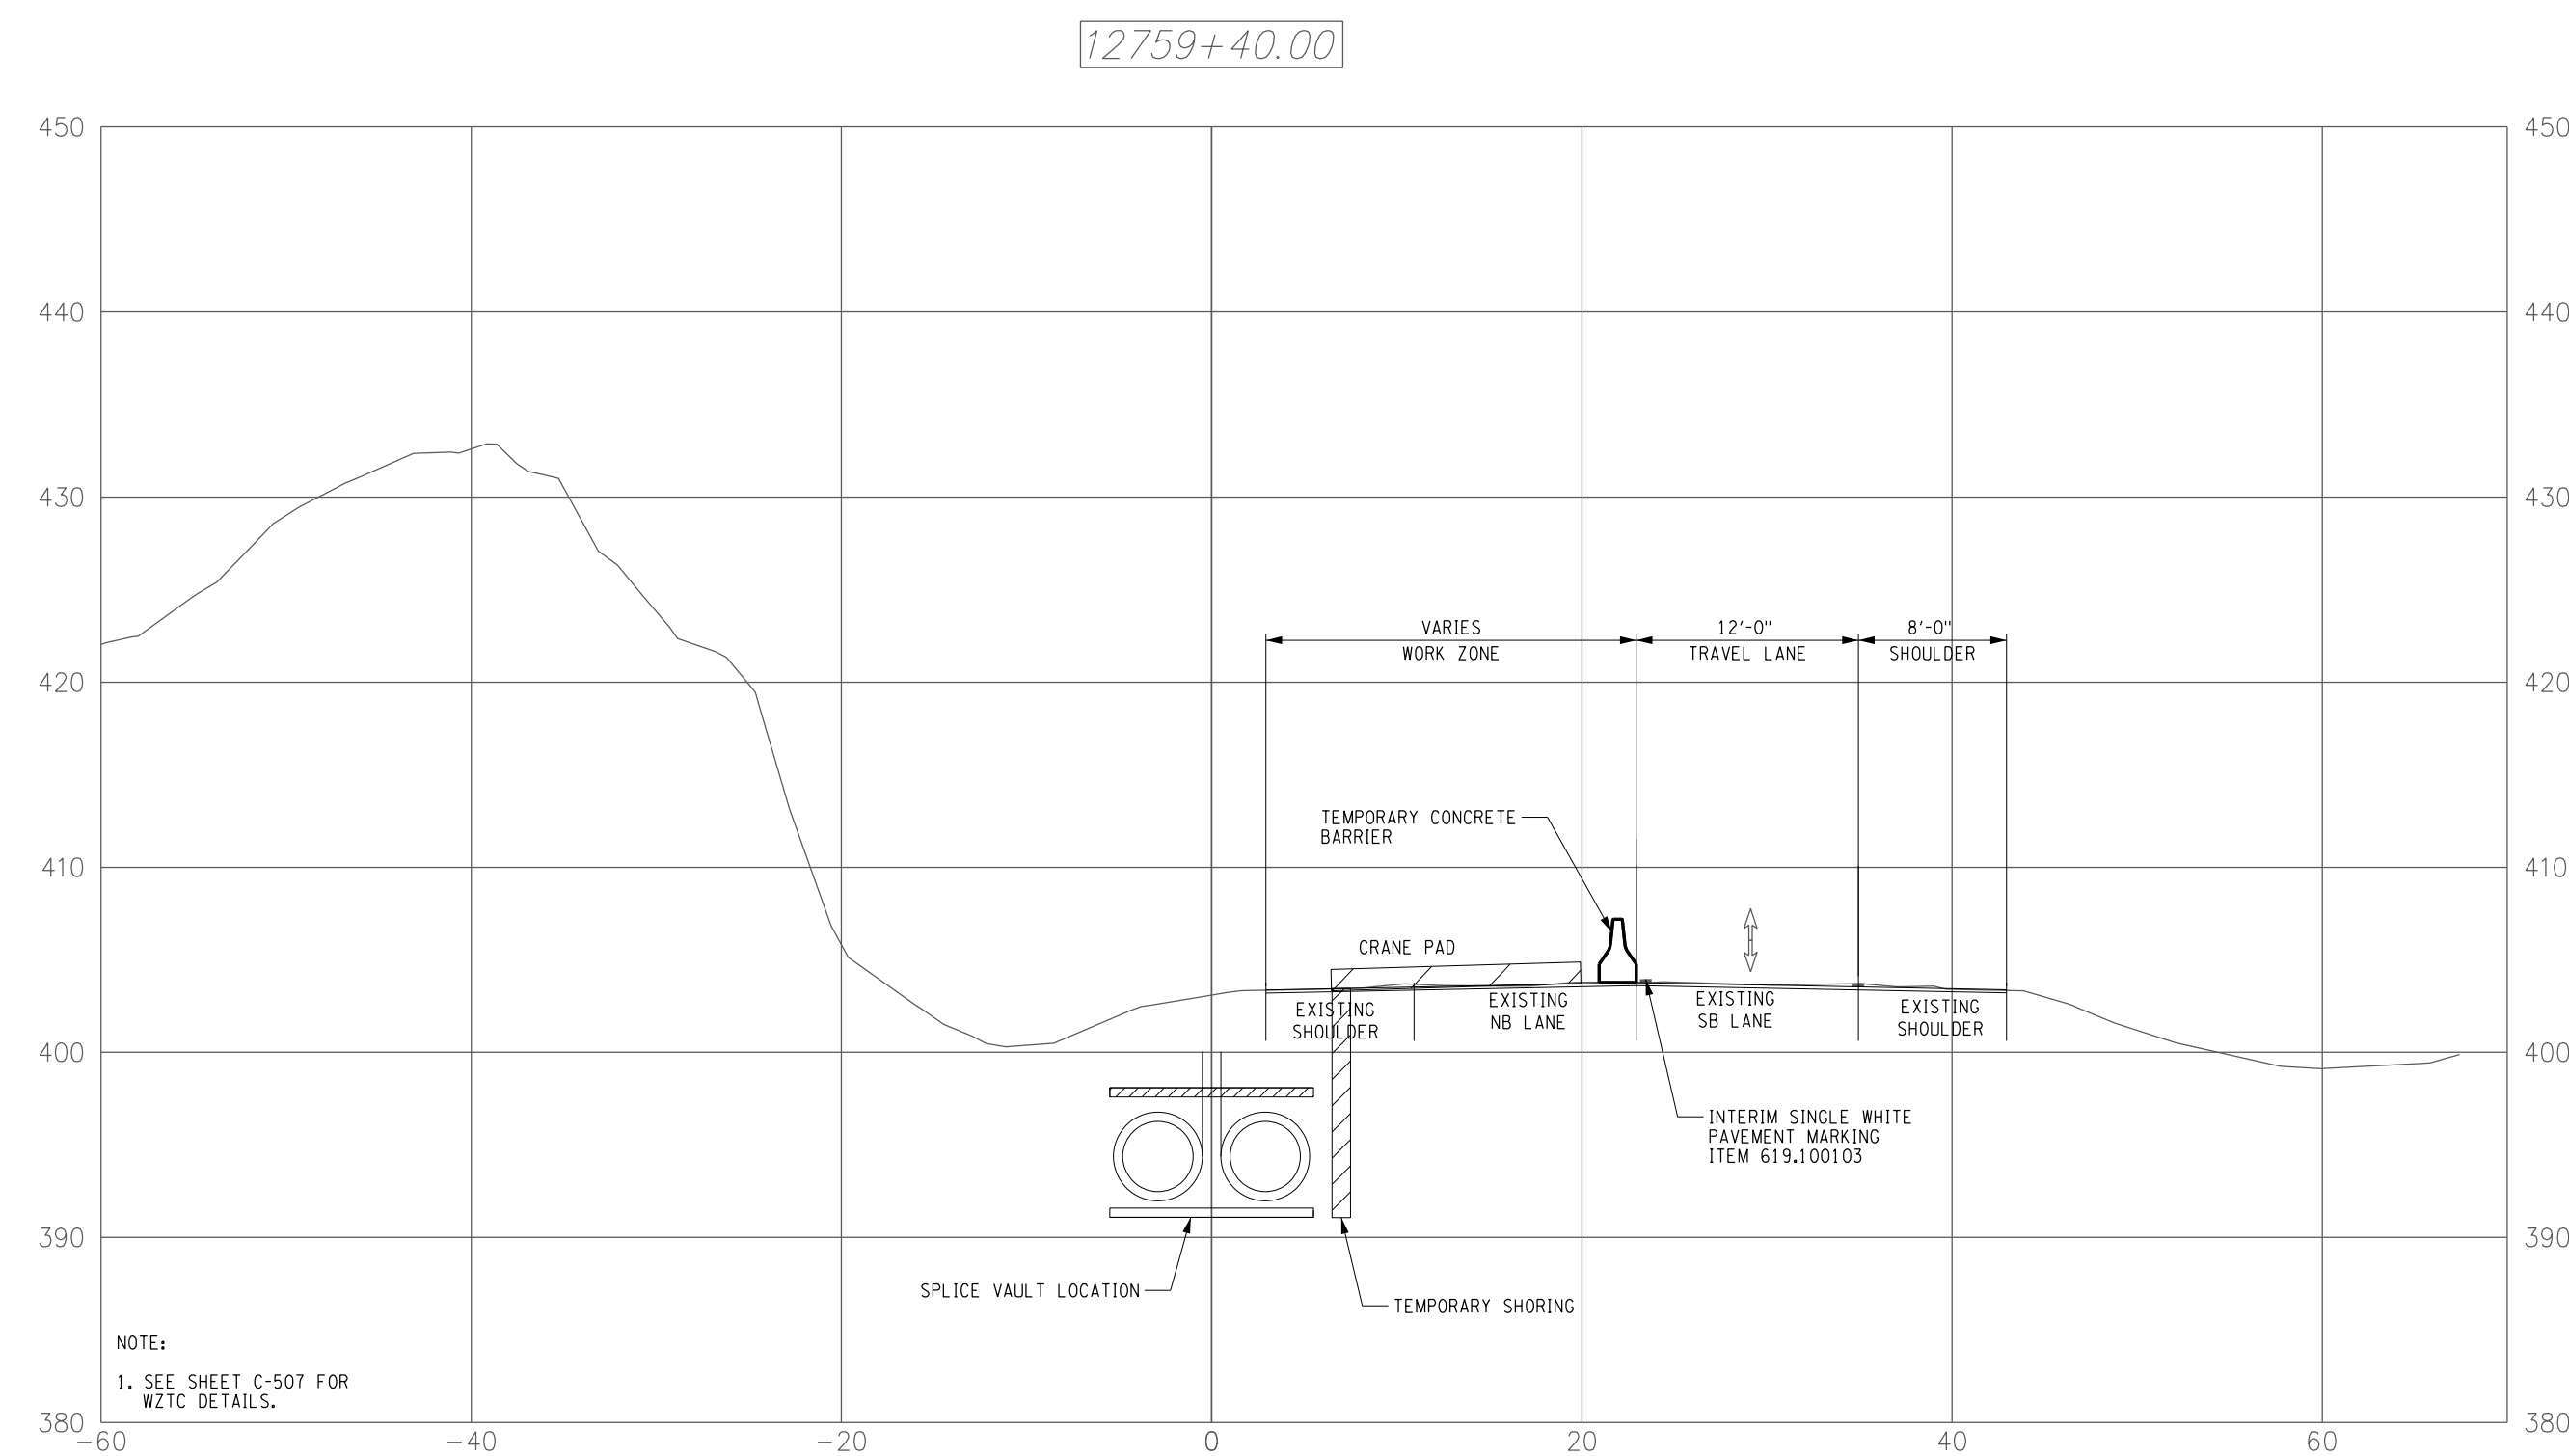 12759+40.00
450 450
440 440
430 430
VARIES 12'-0" 8'-0"
WORK ZONE TRAVEL LANE SHOULDER
420 420
TEMPORARY CONCRETE
BARRIER
410 410
CRANE PAD
EXISTING
SHOULDER
EXISTING
NB LANE
EXISTING
SB LANE
EXISTING
SHOULDER
400 400
INTERIM SINGLE WHITE
PAVEMENT MARKING
ITEM 619.100103
390 390
SPLICE VAULT LOCATION
TEMPORARY SHORING
NOTE:
1. SEE SHEET C-507 FOR
WZTC DETAILS.
380 380
-60 -40 -20 0 20 40 60